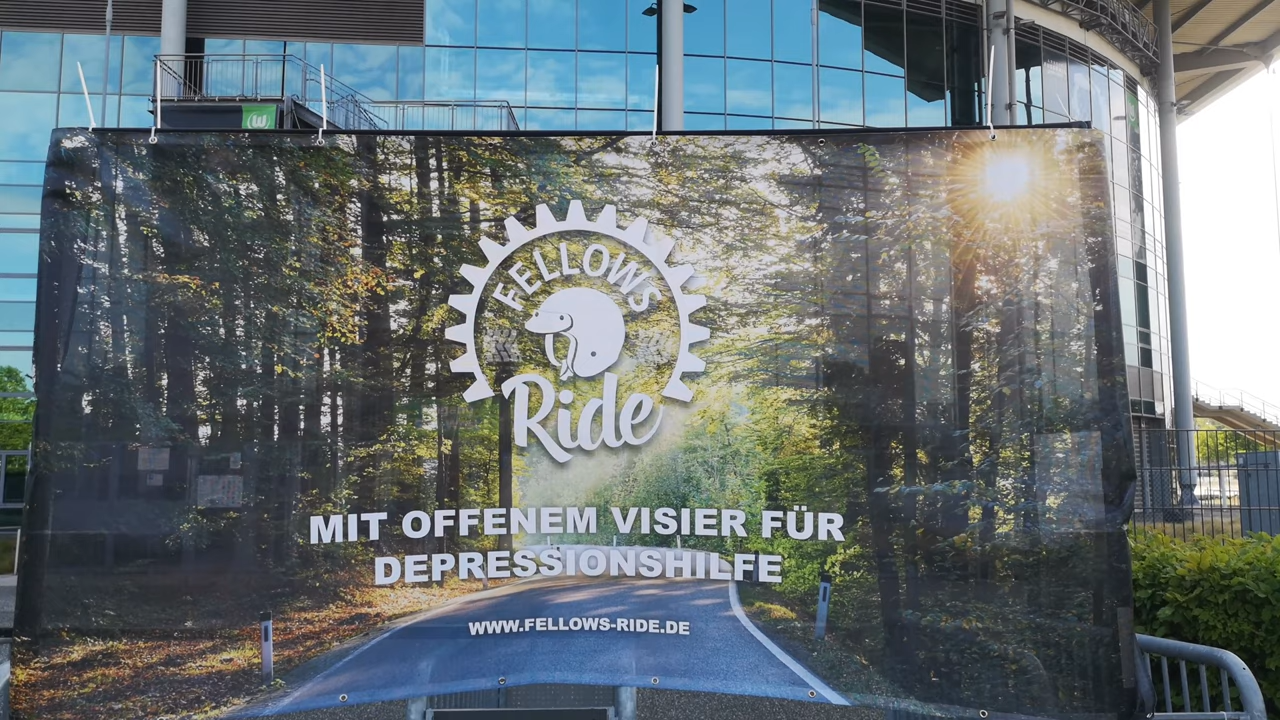 FELLOWS
Ride
MIT OFFENEM VISIER FÜR
DEPRESSIONSHILFE
WWW.FELLOWS-RIDE.DE